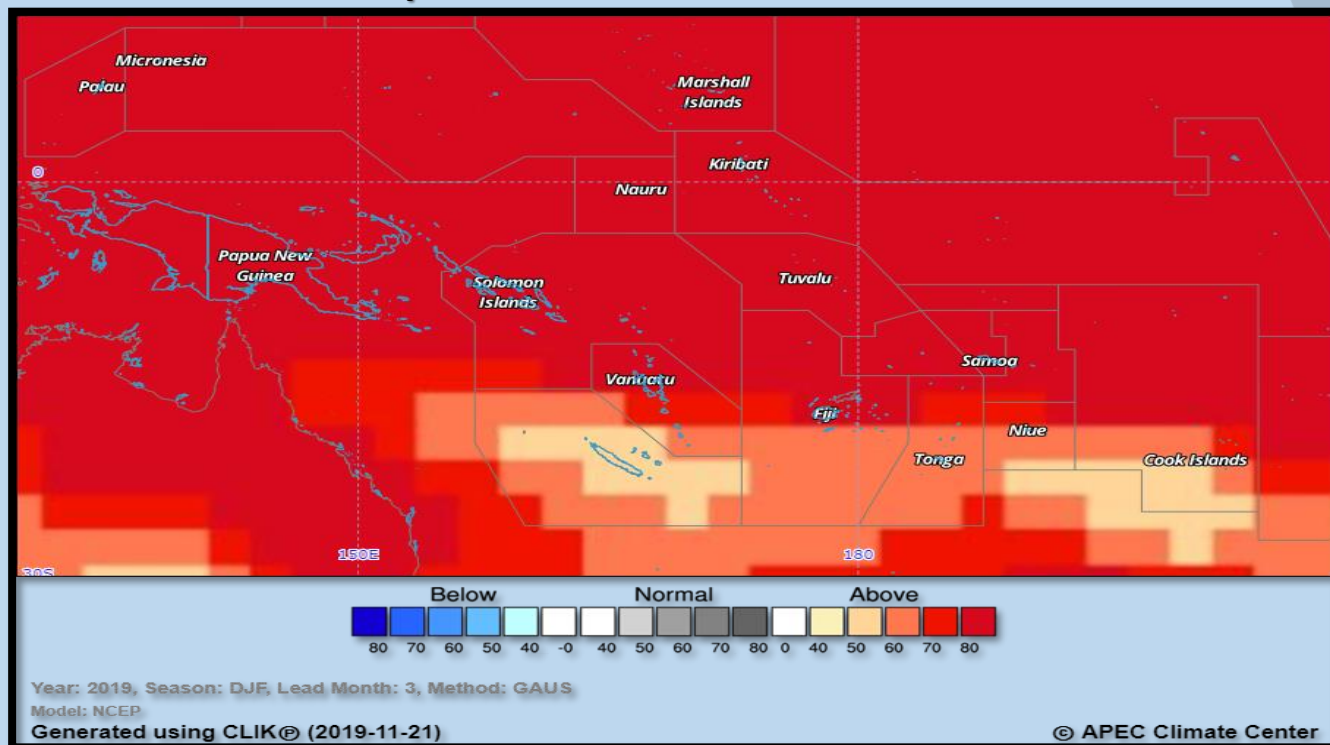 Micronesia
Palau
Marshall
Islands
Kiribati
0
Nauru
Papua New
Guinea
Solomon
Islands
Tuvalu
Samoa
Vanuatu
Fiji
Niue
Tonga
Cook Islands
150E
180
30S
Below Normal Above
80 70 60 50 40 -0 40 50 60 70 80 0 40 50 60 70 80
Year: 2019, Season: DJF, Lead Month: 3, Method: GAUS
Model: NCEP
Generated using CLIK℗ (2019-11-21)
© APEC Climate Center